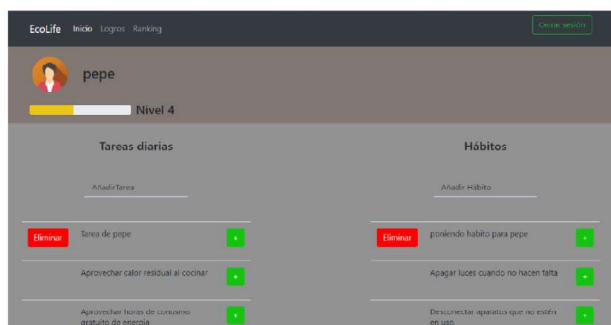 EcoLife Inicio Logros Ranking Cerrar sesión
pepe
Nivel 4
Tareas diarias
Hábitos
AñadirTarea
Añadir Hábito
Eliminar Tarea de pepe +
Eliminar poniendo habito para pepe +
Aprovechar calor residual al cocinar +
Apagar luces cuando no hacen falta +
Aprovechar horas de consumo
gratuito de energía +
Desconectar aparatos que no estén
en uso +